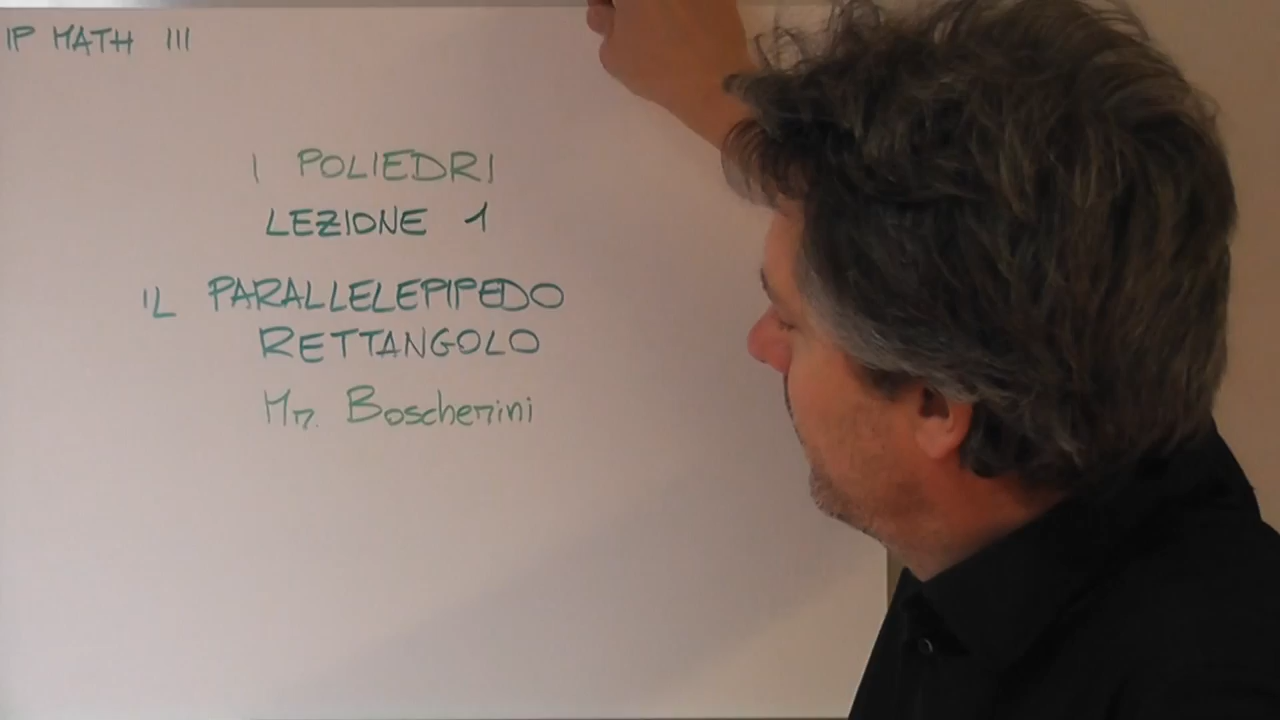 IP MATH III
I POLIEDRI
LEZIONE 1
IL PARALLELEPIPEDO
RETTANGOLO
Mr. Boscherini